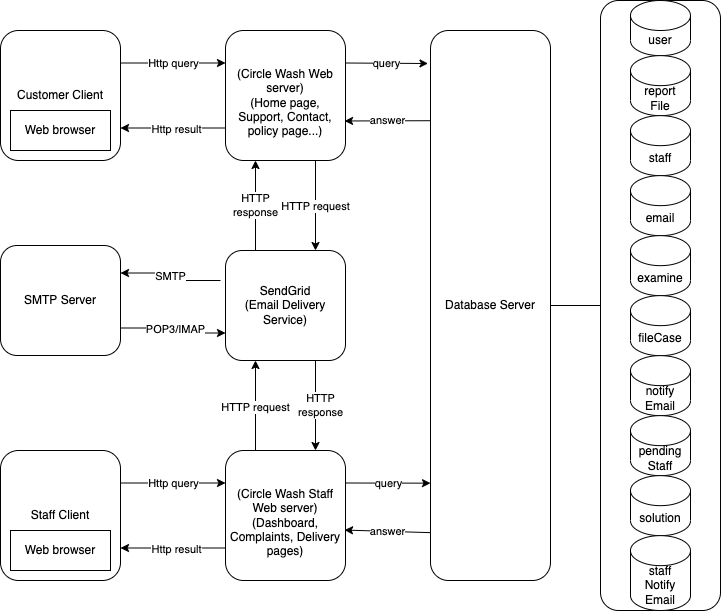 Customer Client
Web browser
Http query
Http result
(Circle Wash Web
server)
(Home page,
Support, Contact,
policy page...)
query
answer
HTTP
response
HTTP request
SMTP Server
SMTP
POP3/IMAP
SendGrid
(Email Delivery
Service)
HTTP request
HTTP
response
Staff Client
Web browser
Http query
Http result
(Circle Wash Staff
Web server)
(Dashboard,
Complaints, Delivery
pages)
query
answer
Database Server
user
report
File
staff
email
examine
fileCase
notify
Email
pending
Staff
solution
staff
Notify
Email